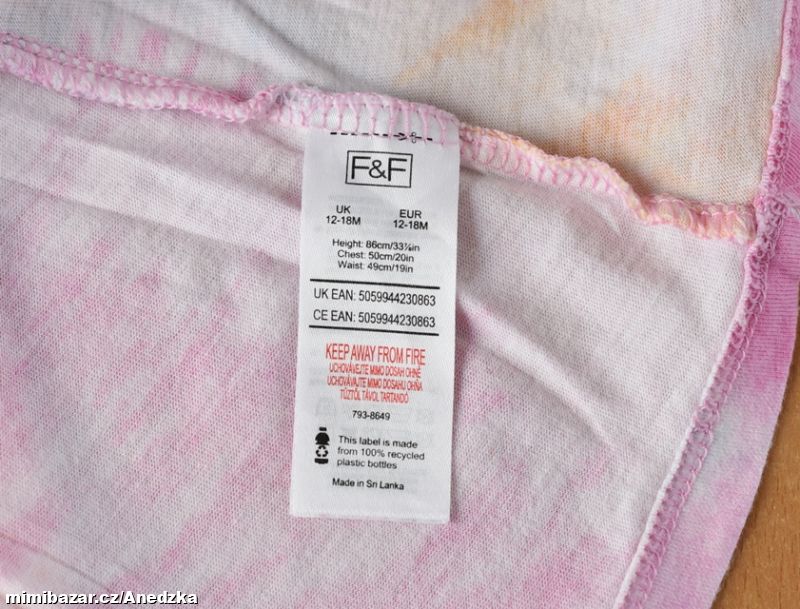 F&F
UK EUR
12-18M 12-18M
Height: 86cm/33⅞in
Chest: 50cm/20in
Waist: 49cm/19in
UK EAN: 5059944230863
CE EAN: 5059944230863
KEEP AWAY FROM FIRE
UCHOVÁVEJTE MIMO DOSAH OHNĚ
UCHOVÁVAJTE MIMO DOSAHU OHŇA
TŰZTŐL TÁVOL TARTANDÓ
793-8649
This label is made
from 100% recycled
plastic bottles
Made in Sri Lanka
mimibazar.cz/Anedzka